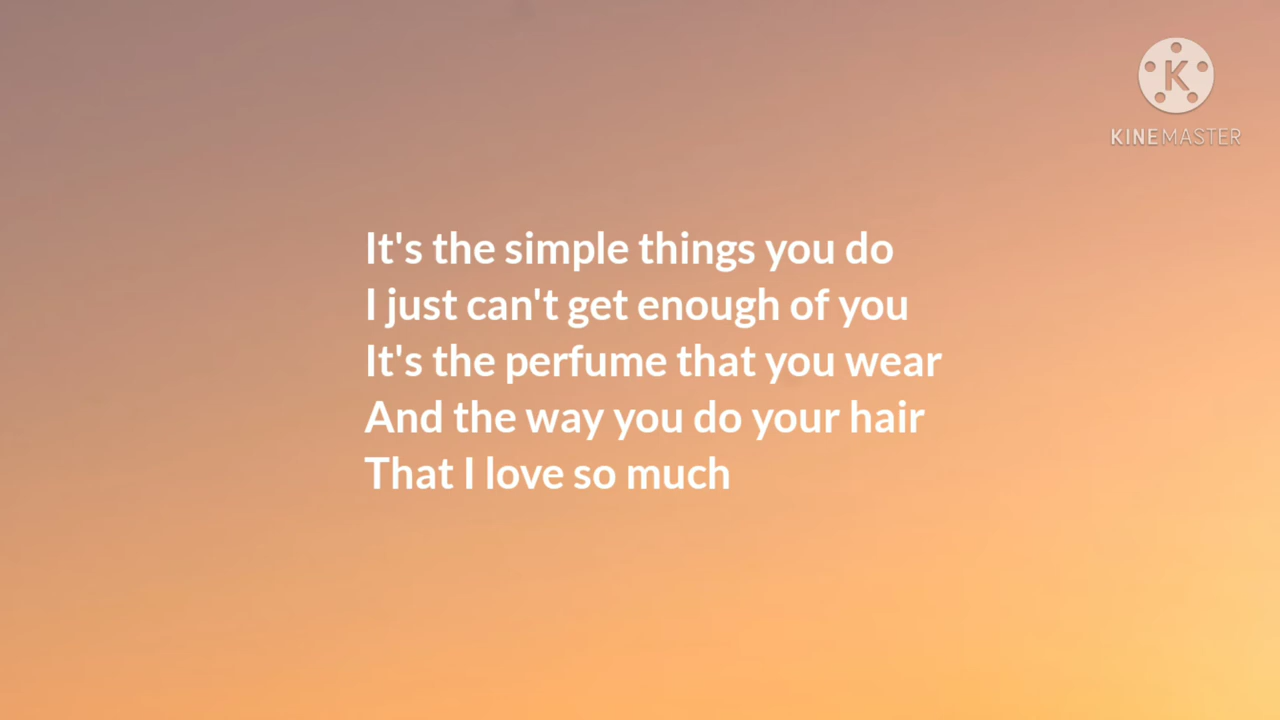 K
KINEMASTER
It's the simple things you do
I just can't get enough of you
It's the perfume that you wear
And the way you do your hair
That I love so much